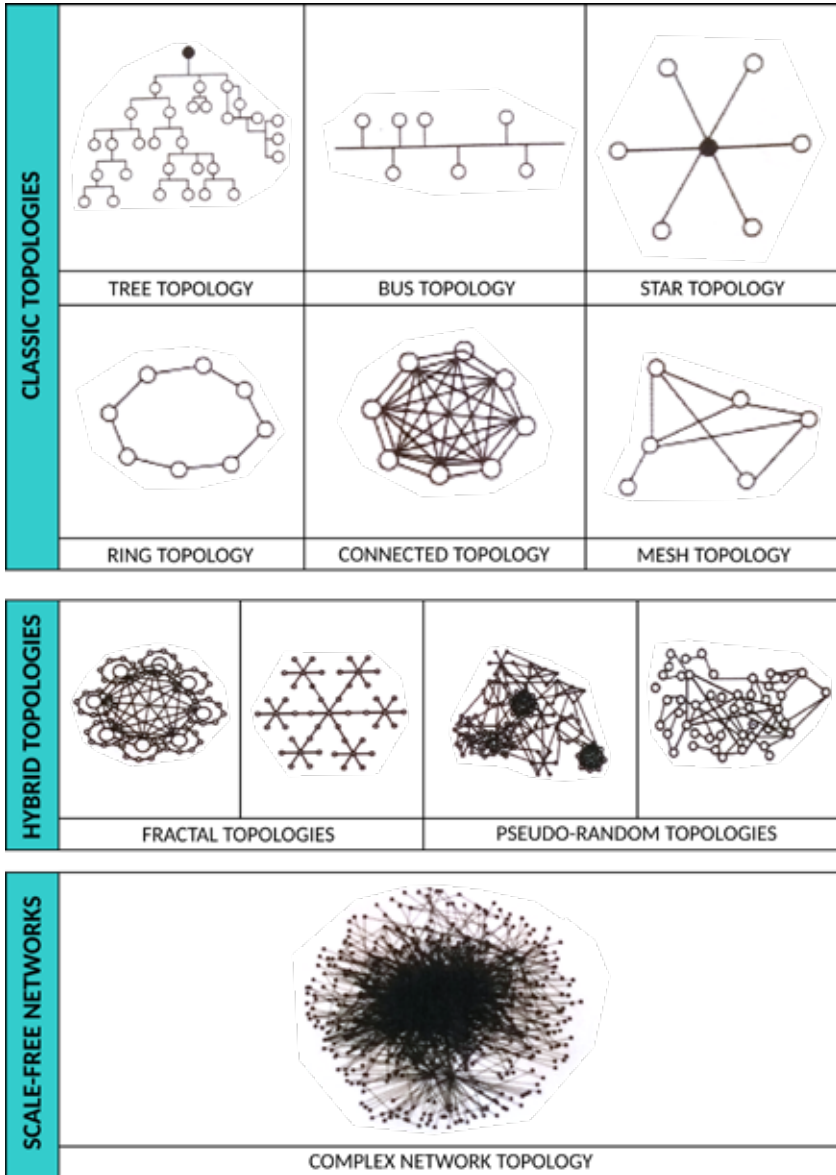 CLASSIC TOPOLOGIES
TREE TOPOLOGY
BUS TOPOLOGY
STAR TOPOLOGY
RING TOPOLOGY
CONNECTED TOPOLOGY
MESH TOPOLOGY
HYBRID TOPOLOGIES
FRACTAL TOPOLOGIES
PSEUDO-RANDOM TOPOLOGIES
SCALE-FREE NETWORKS
COMPLEX NETWORK TOPOLOGY